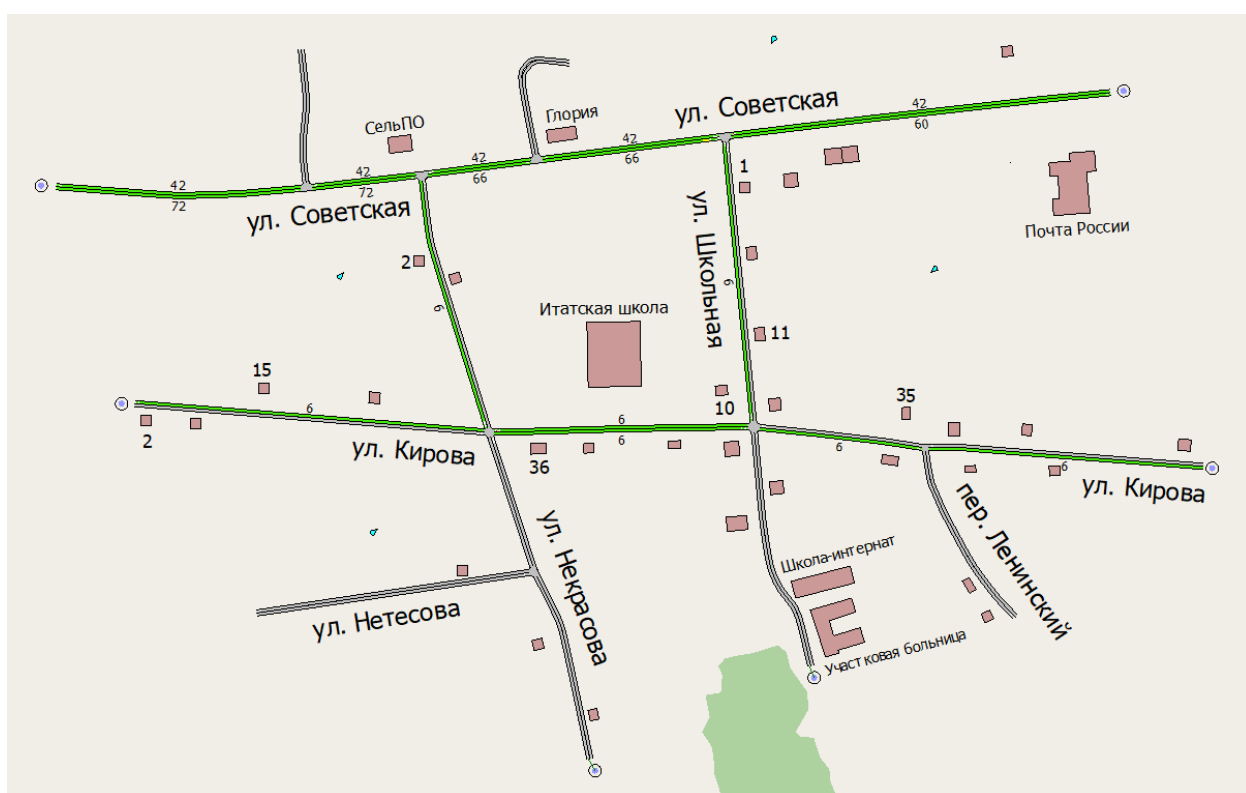 ул. Советская
42
60
Глория
СельПО
42
66
42
66
42
72
42
72
ул. Советская
1
ул. Школьная
6
Почта России
2
6
Итатская школа
11
15
6
2
ул. Кирова
6
6
36
10
35
6
6
ул. Кирова
пер. Ленинский
ул. Некрасова
Школа-интернат
ул. Нетесова
Участковая больница